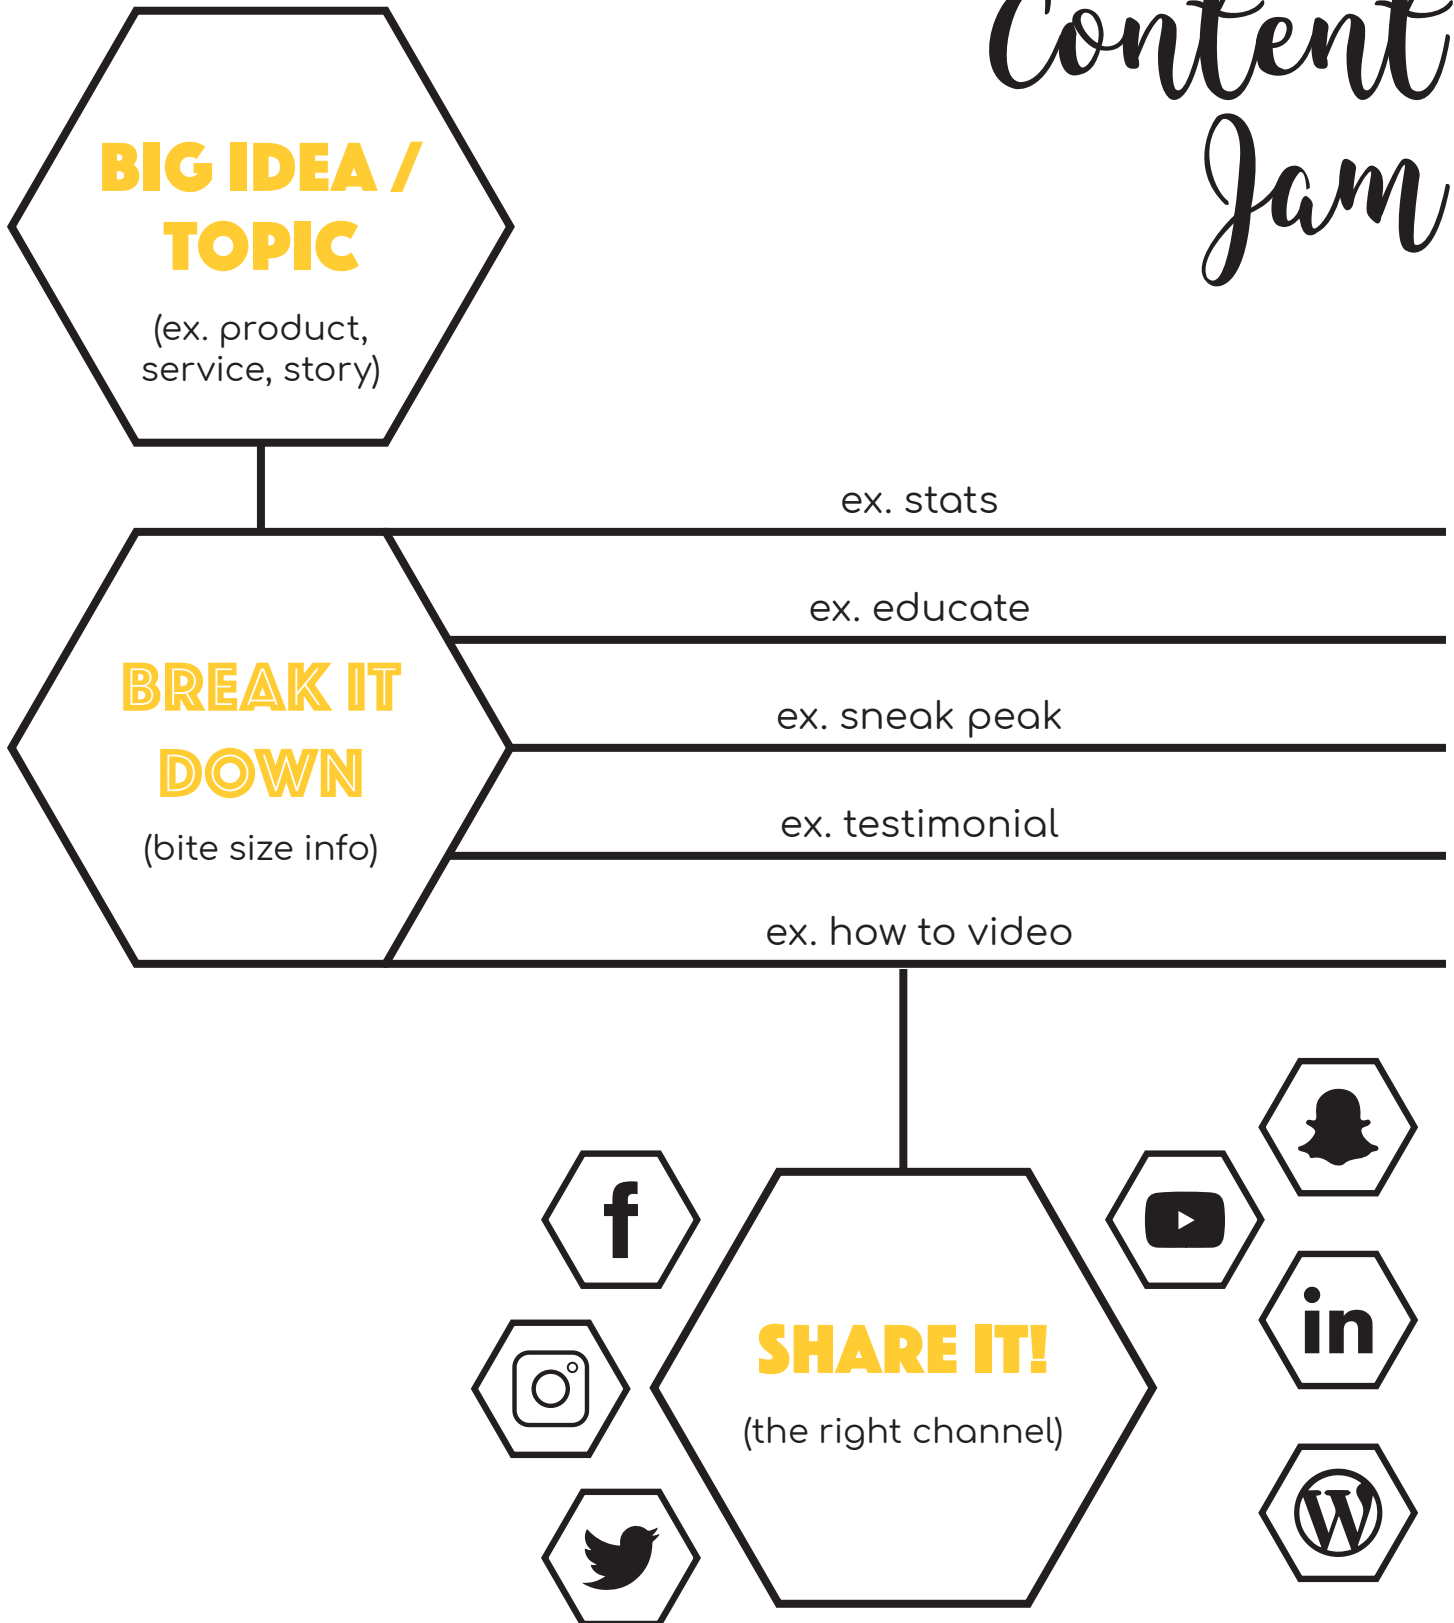 Content
Jam
BIG IDEA /
TOPIC
(ex. product,
service, story)
ex. stats
ex. educate
ex. sneak peak
ex. testimonial
ex. how to video
BREAK IT
DOWN
(bite size info)
SHARE IT!
(the right channel)
f
in
W